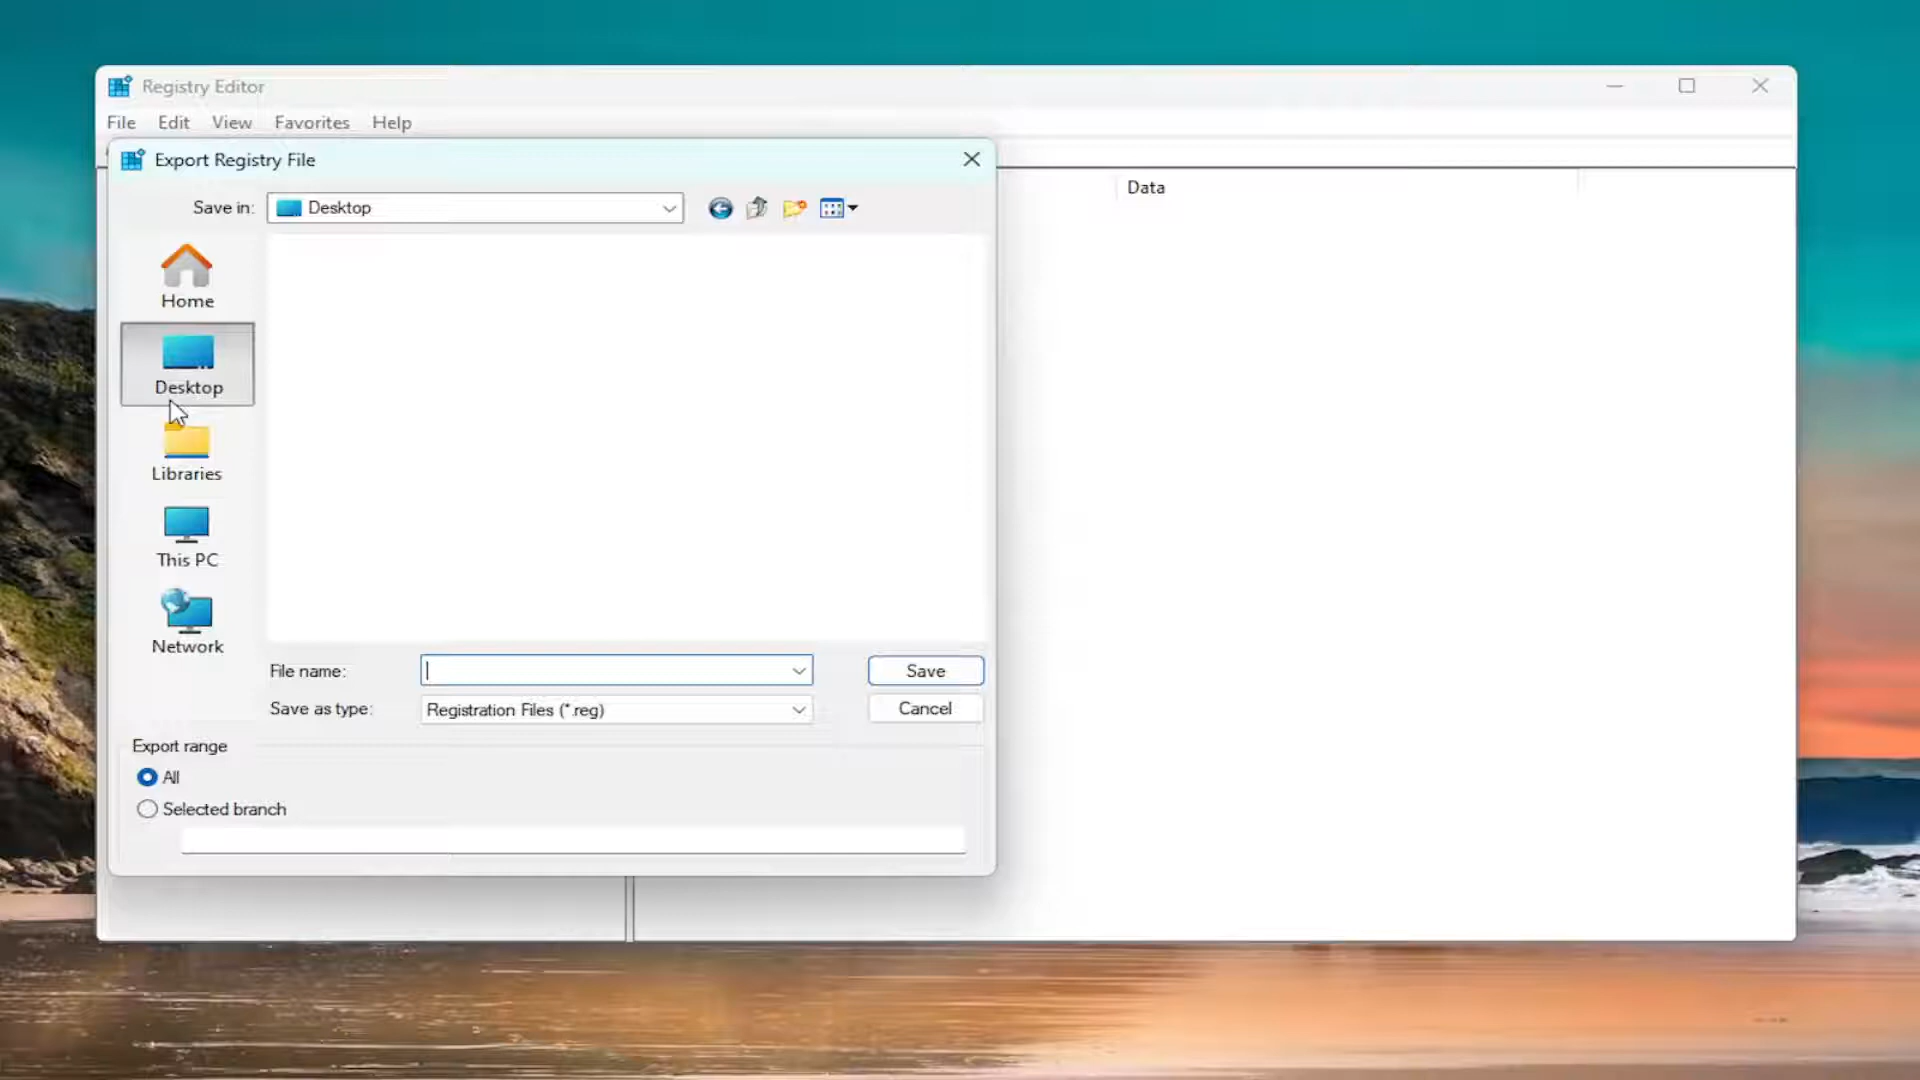 Registry Editor
File Edit View Favorites Help
Export Registry File
Data
Save in: Desktop
Home
Desktop
Libraries
This PC
Network
File name:
Save
Save as type: Registration Files (*.reg)
Cancel
Export range
All
Selected branch